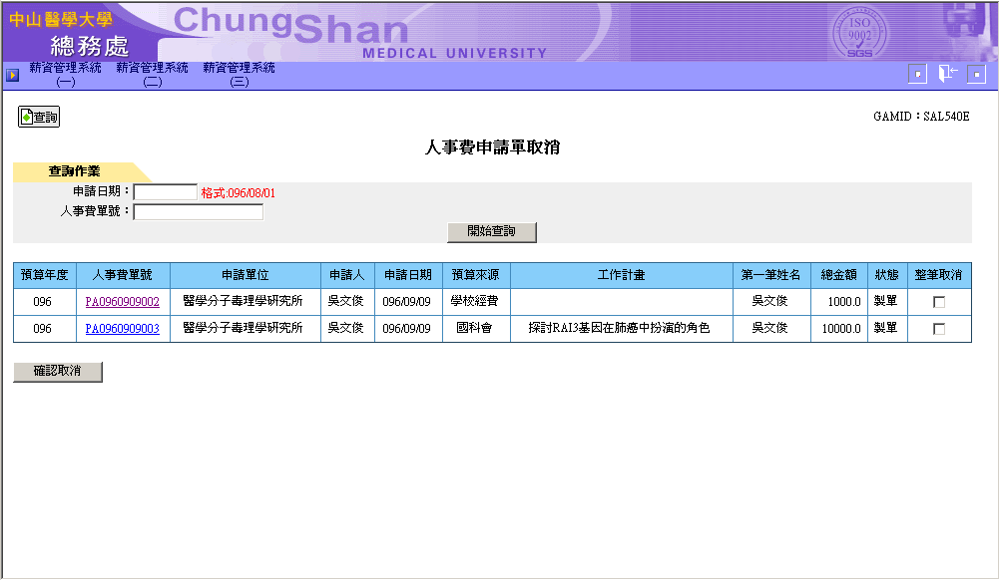 中山醫學大學
總務處
ChungShan
MEDICAL UNIVERSITY
ISO
9002
SGS
薪資管理系統
(一)
薪資管理系統
(二)
薪資管理系統
(三)
查詢
GAMID：SAL540E
人事費申請單取消
查詢作業
申請日期：
格式:096/08/01
人事費單號：
開始查詢
預算年度 人事費單號 申請單位 申請人 申請日期 預算來源 工作計畫 第一筆姓名 總金額 狀態 整筆取消
096 PA0960909002 醫學分子毒理學研究所 吳文俊 096/09/09 學校經費 吳文俊 1000.0 製單
096 PA0960909003 醫學分子毒理學研究所 吳文俊 096/09/09 國科會 探討RAI3基因在肺癌中扮演的角色 吳文俊 10000.0 製單
確認取消